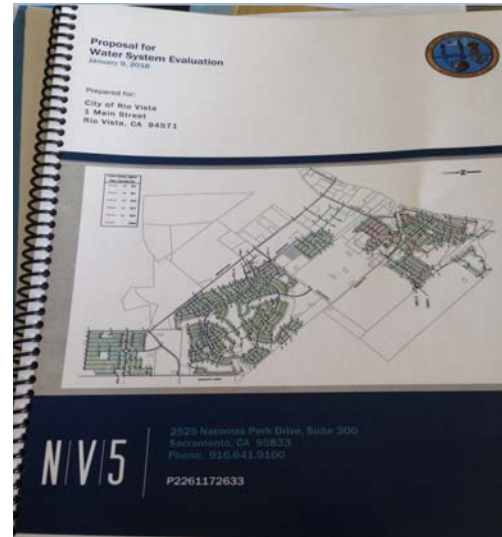 Proposal for
Water System Evaluation
January 9, 2018
Prepared for:
City of Rio Vista
1 Main Street
Rio Vista, CA 94571
N|V|5
2525 Natomas Park Drive, Suite 300
Sacramento, CA 95833
Phone: 916.641.9100
P2261172633